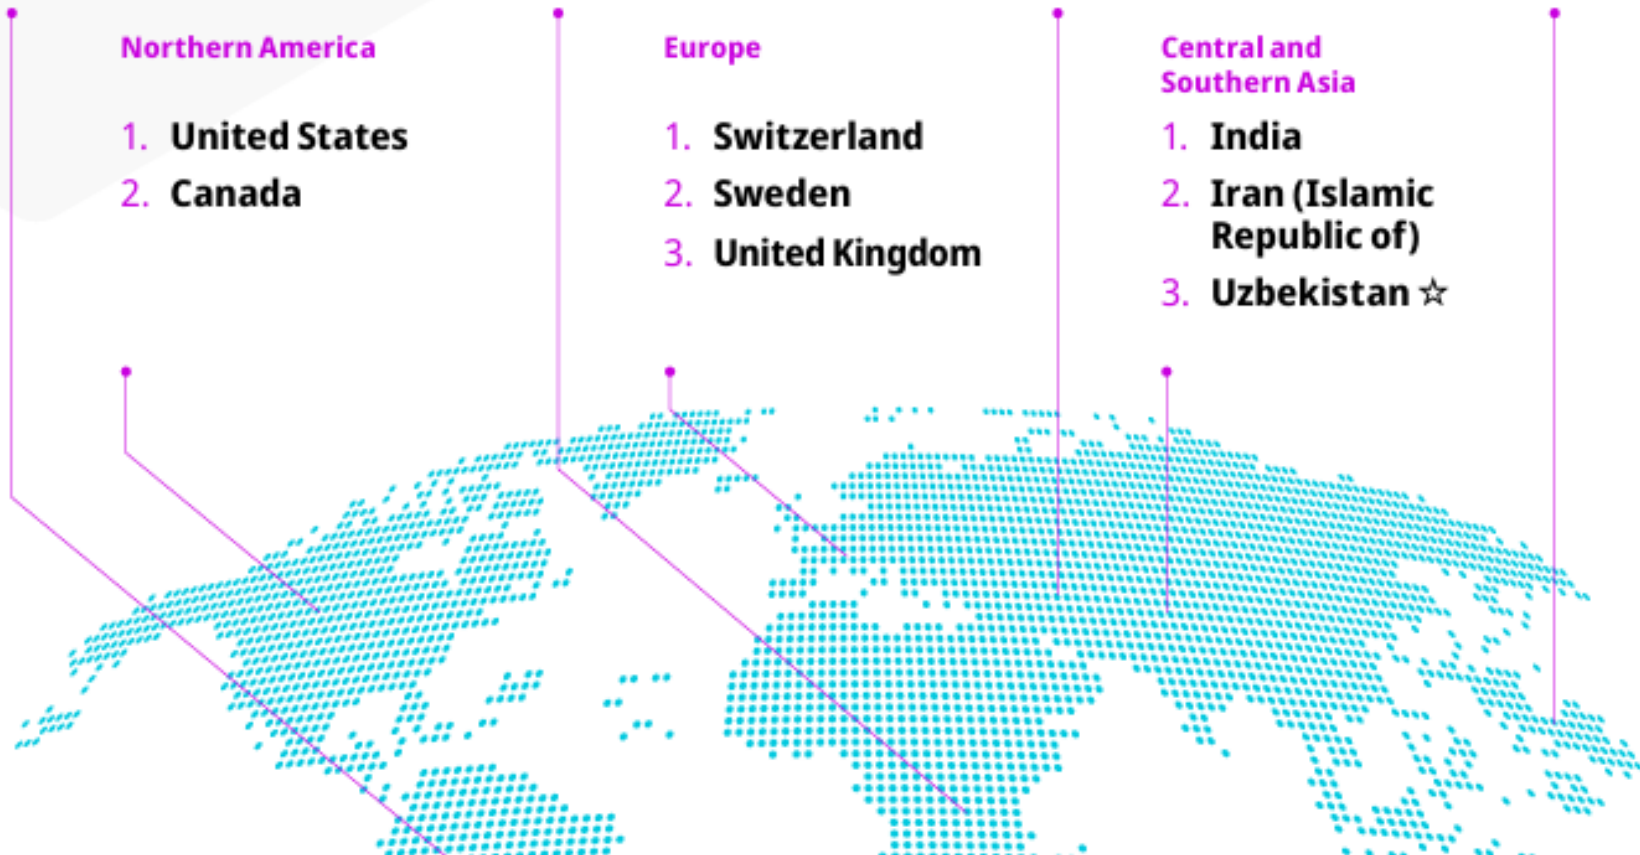 Northern America
1. United States
2. Canada
Europe
1. Switzerland
2. Sweden
3. United Kingdom
Central and
Southern Asia
1. India
2. Iran (Islamic
Republic of)
3. Uzbekistan ☆